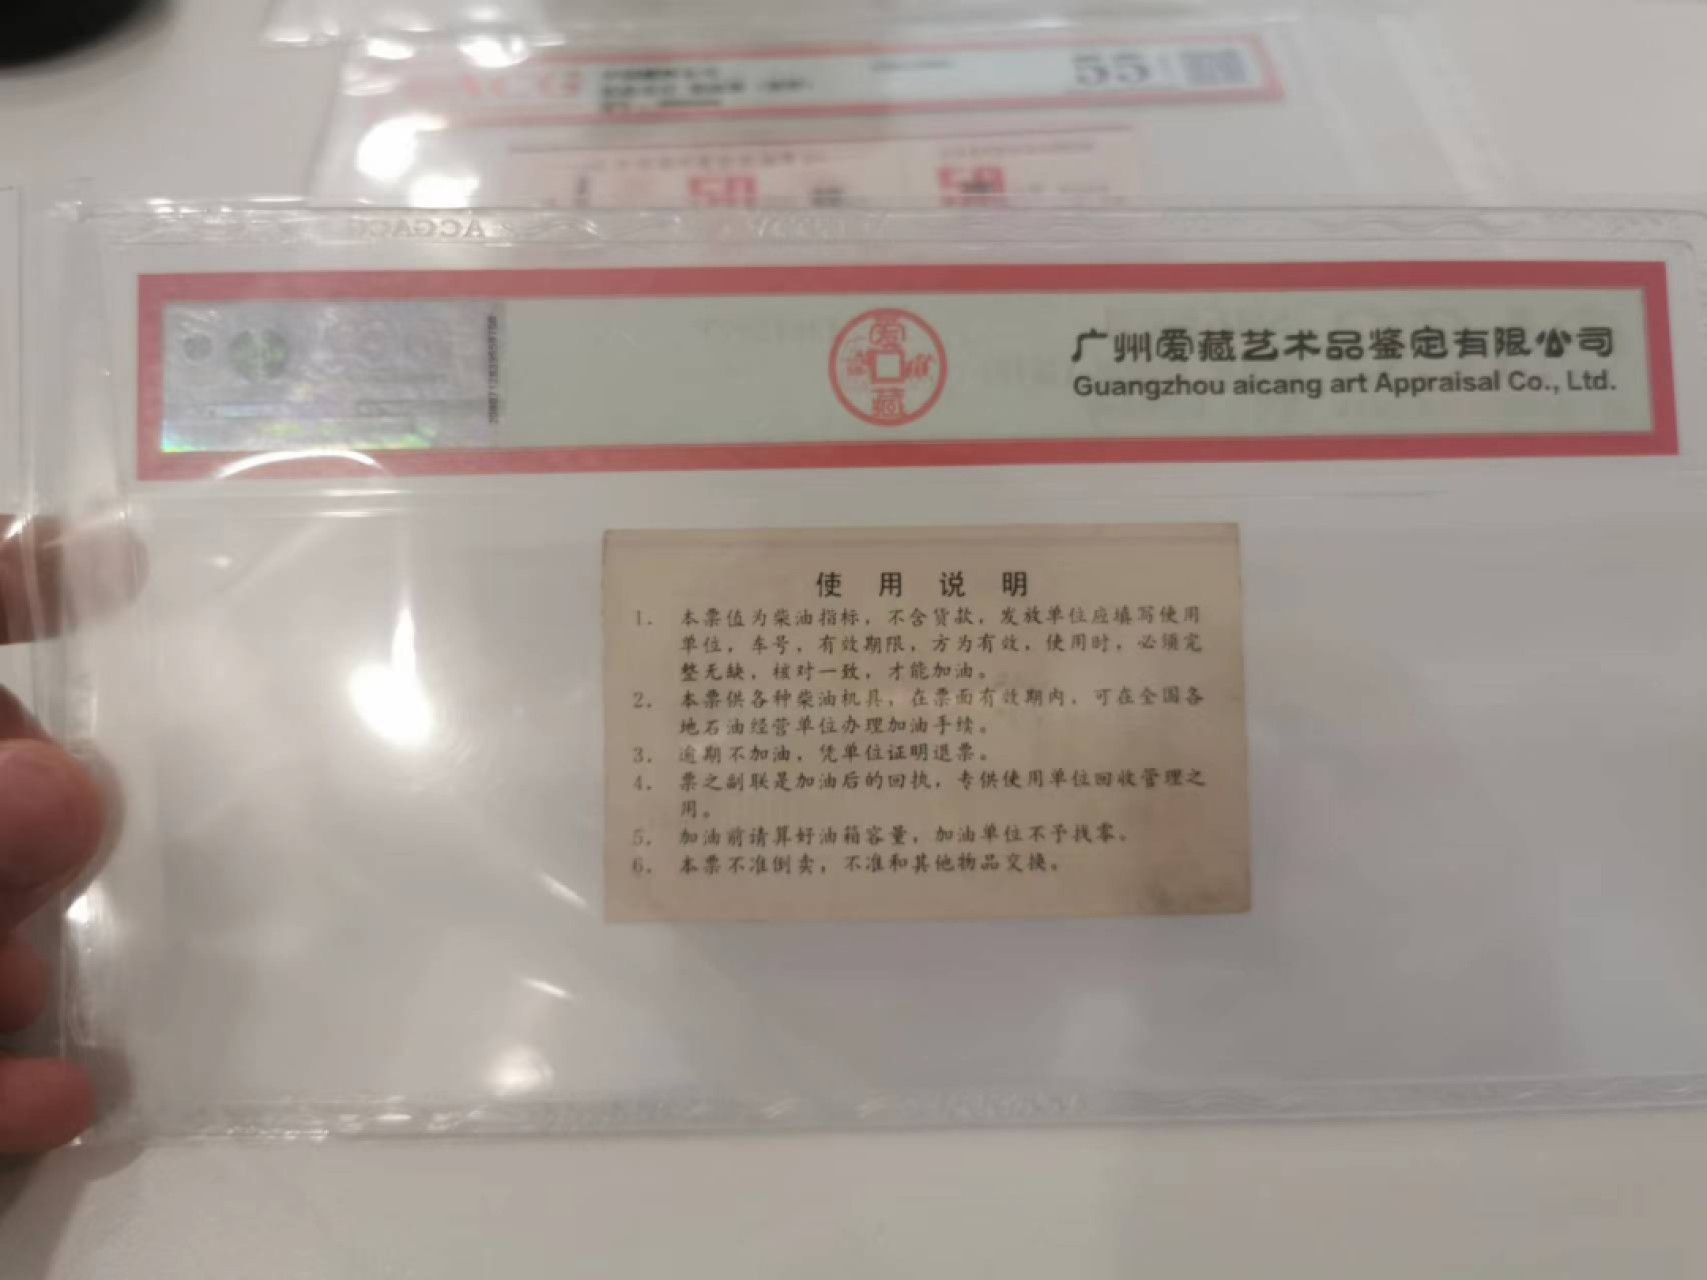 ACG
55
50
50
爱
藏
广州爱藏艺术品鉴定有限公司
Guangzhou aicang art Appraisal Co., Ltd.
使用说明
1. 本票值为柴油指标，不含货款，发放单位应填写使用
单位，车号，有效期限，方为有效，使用时，必须完
整无缺，核对一致，才能加油。
2. 本票供各种柴油机具，在票面有效期内，可在全国各
地石油经营单位办理加油手续。
3. 逾期不加油，凭单位证明退票。
4. 票之副联是加油后的回执，专供使用单位回收管理之
用。
5. 加油前请算好油箱容量，加油单位不予找零。
6. 本票不准倒卖，不准和其他物品交换。